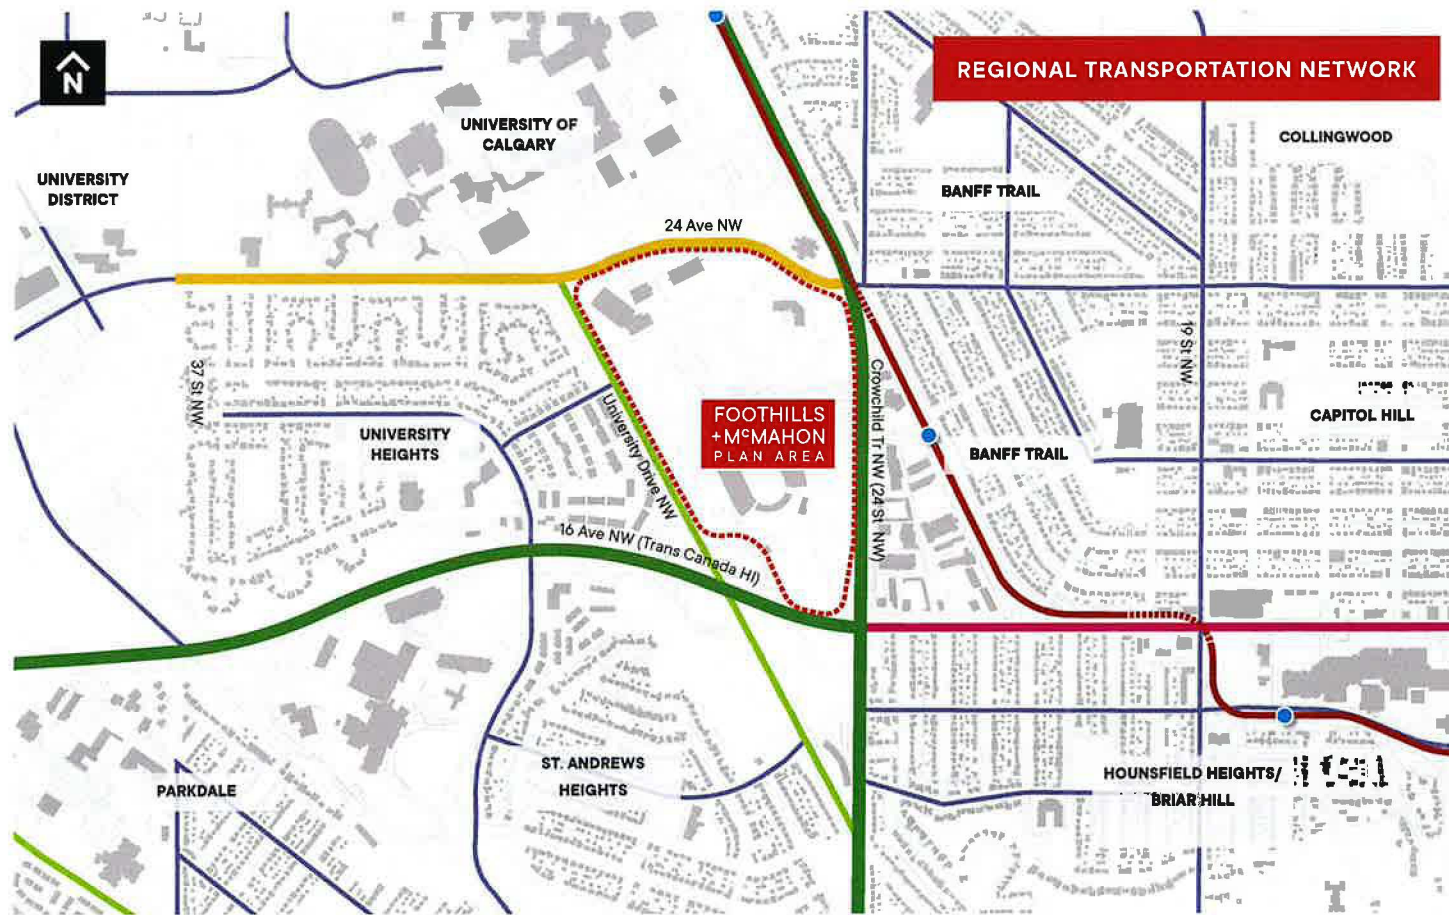 N
REGIONAL TRANSPORTATION NETWORK
UNIVERSITY OF
CALGARY
COLLINGWOOD
UNIVERSITY
DISTRICT
BANFF TRAIL
24 Ave NW
37 St NW
19 St NW
Crowchild Tr NW (24 St NW)
University Drive NW
FOOTHILLS
+McMAHON
PLAN AREA
CAPITOL HILL
UNIVERSITY
HEIGHTS
BANFF TRAIL
16 Ave NW (Trans Canada HI)
ST. ANDREWS
HEIGHTS
HOUNSFIELD HEIGHTS/
BRIAR HILL
PARKDALE